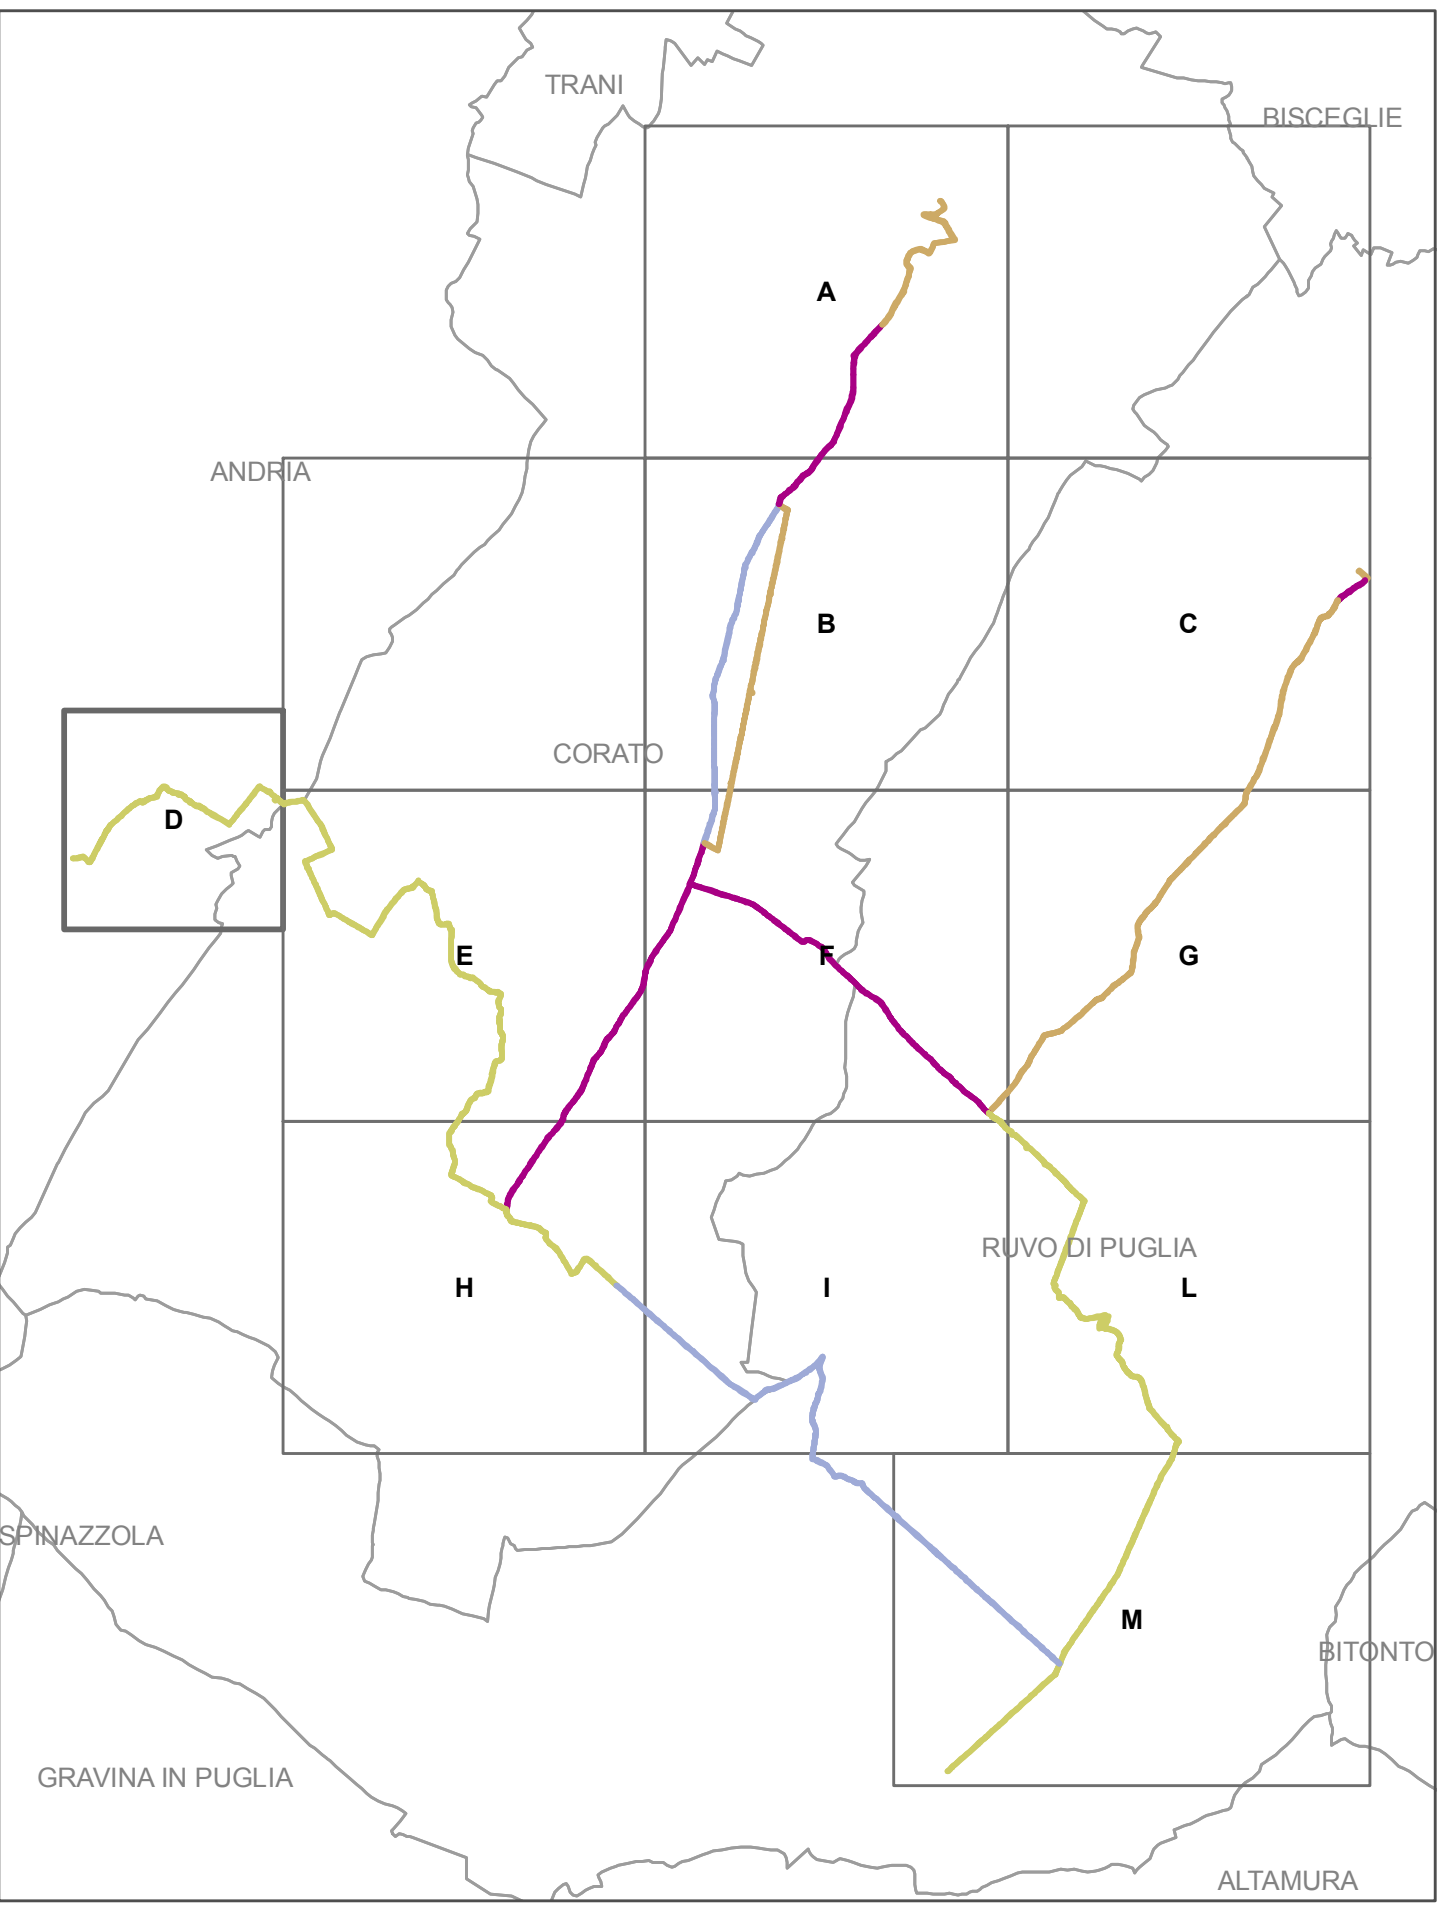 TRANI
BISCEGLIE
A
ANDRIA
B
C
CORATO
D
E
F
G
RUVO DI PUGLIA
H
I
L
SPINAZZOLA
M
BITONTO
GRAVINA IN PUGLIA
ALTAMURA